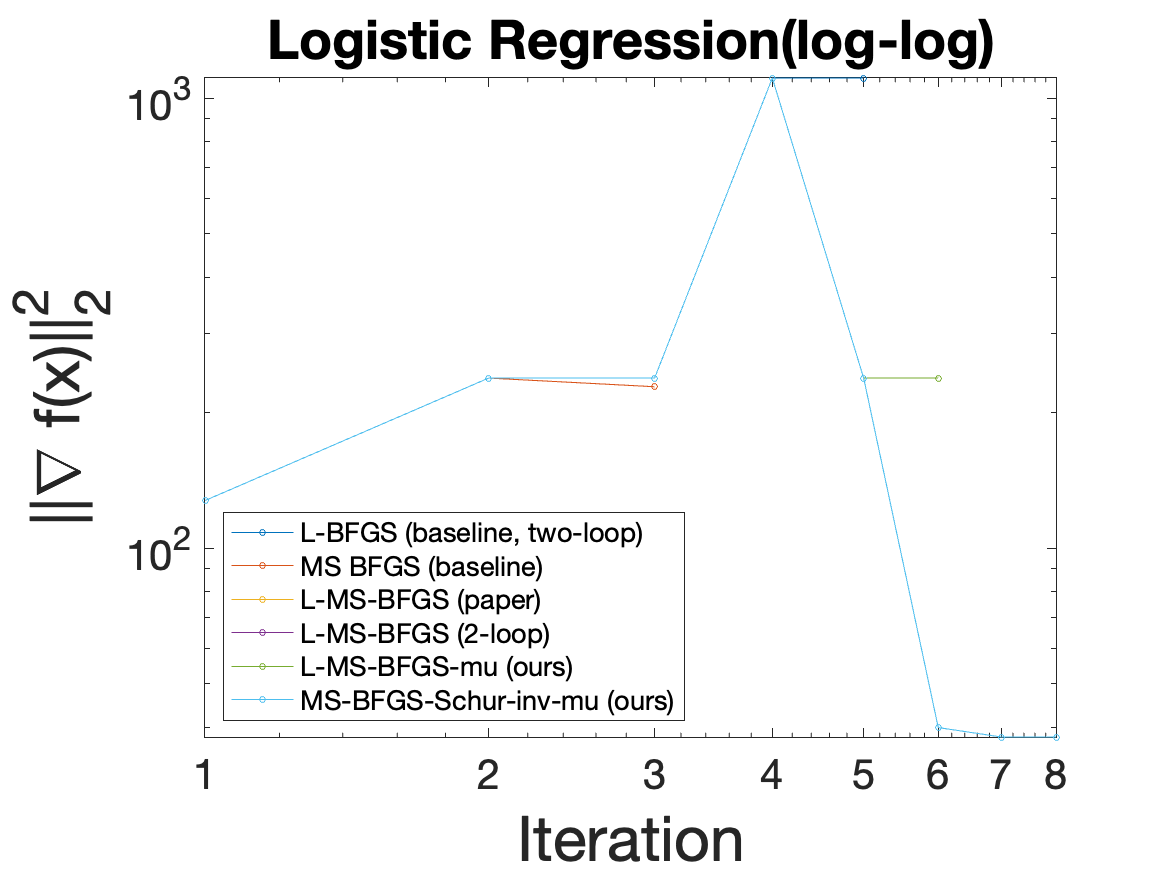 Logistic Regression(log-log)
10^3
10^2
||∇ f(x)||_2^2
L-BFGS (baseline, two-loop)
MS BFGS (baseline)
L-MS-BFGS (paper)
L-MS-BFGS (2-loop)
L-MS-BFGS-mu (ours)
MS-BFGS-Schur-inv-mu (ours)
1 2 3 4 5 6 7 8
Iteration